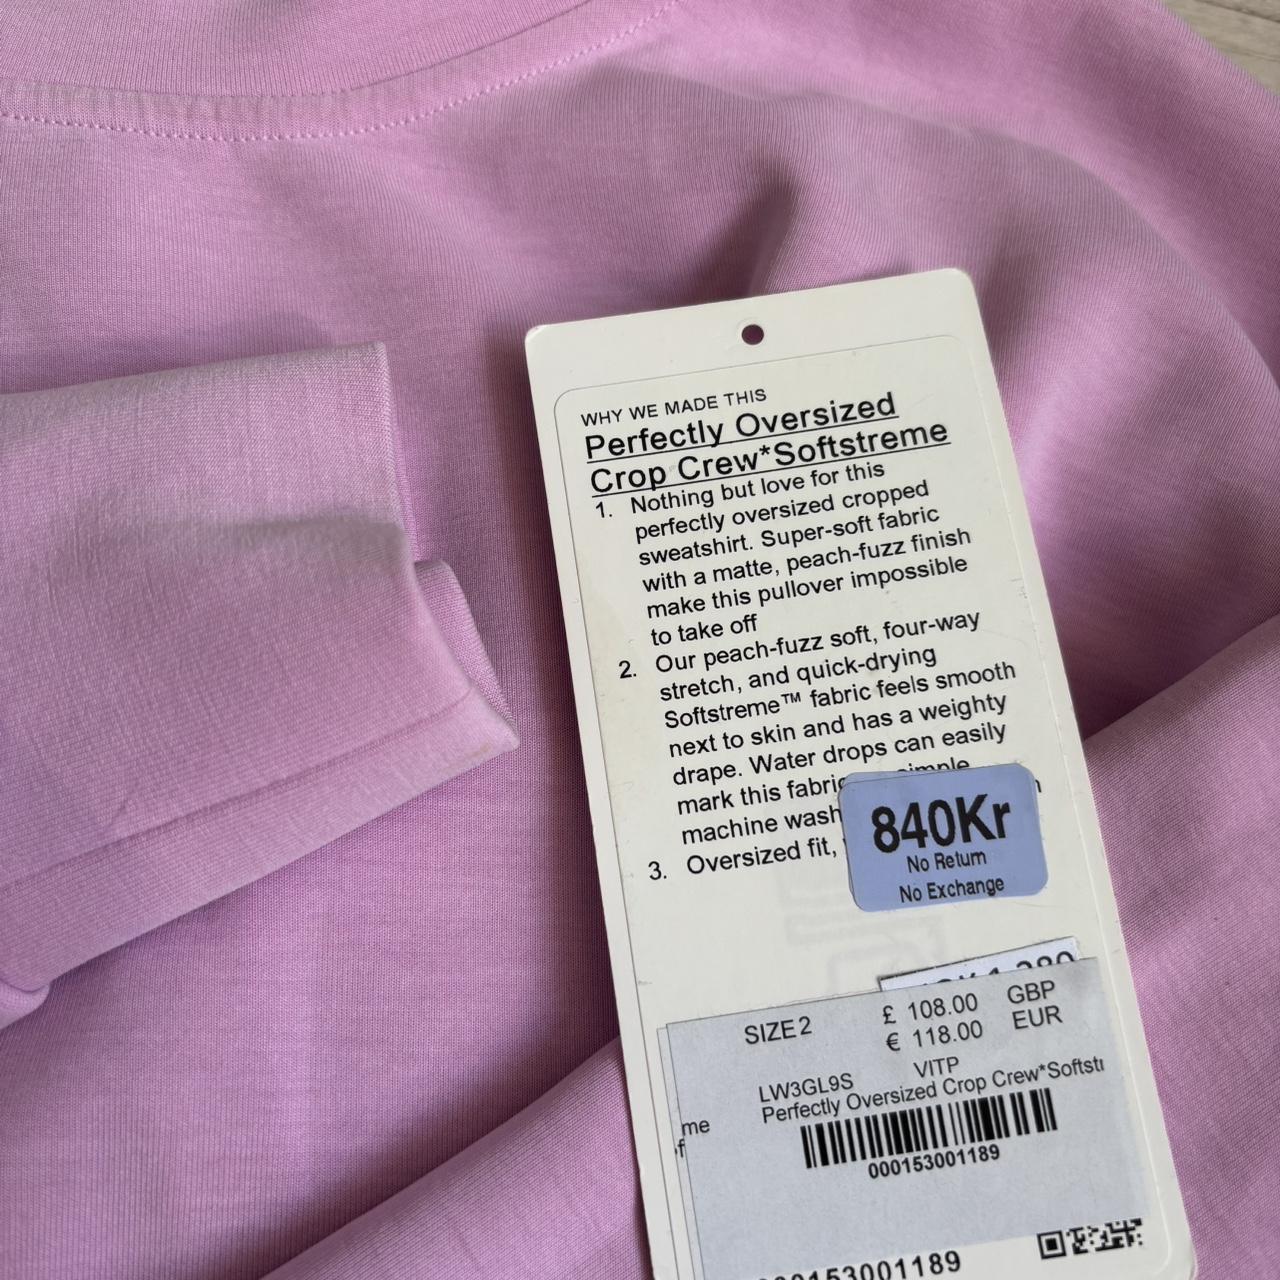 WHY WE MADE THIS
Perfectly Oversized
Crop Crew*Softstreme
1. Nothing but love for this
perfectly oversized cropped
sweatshirt. Super-soft fabric
with a matte, peach-fuzz finish
make this pullover impossible
to take off
2. Our peach-fuzz soft, four-way
stretch, and quick-drying
Softstreme™ fabric feels smooth
next to skin and has a weighty
drape. Water drops can easily
mark this fabric simple
machine wash
3. Oversized fit,
840Kr
No Return
No Exchange
1,280
SIZE 2
£ 108.00 GBP
€ 118.00 EUR
VITP
LW3GL9S
Perfectly Oversized Crop Crew*Softst
me
000153001189
000153001189